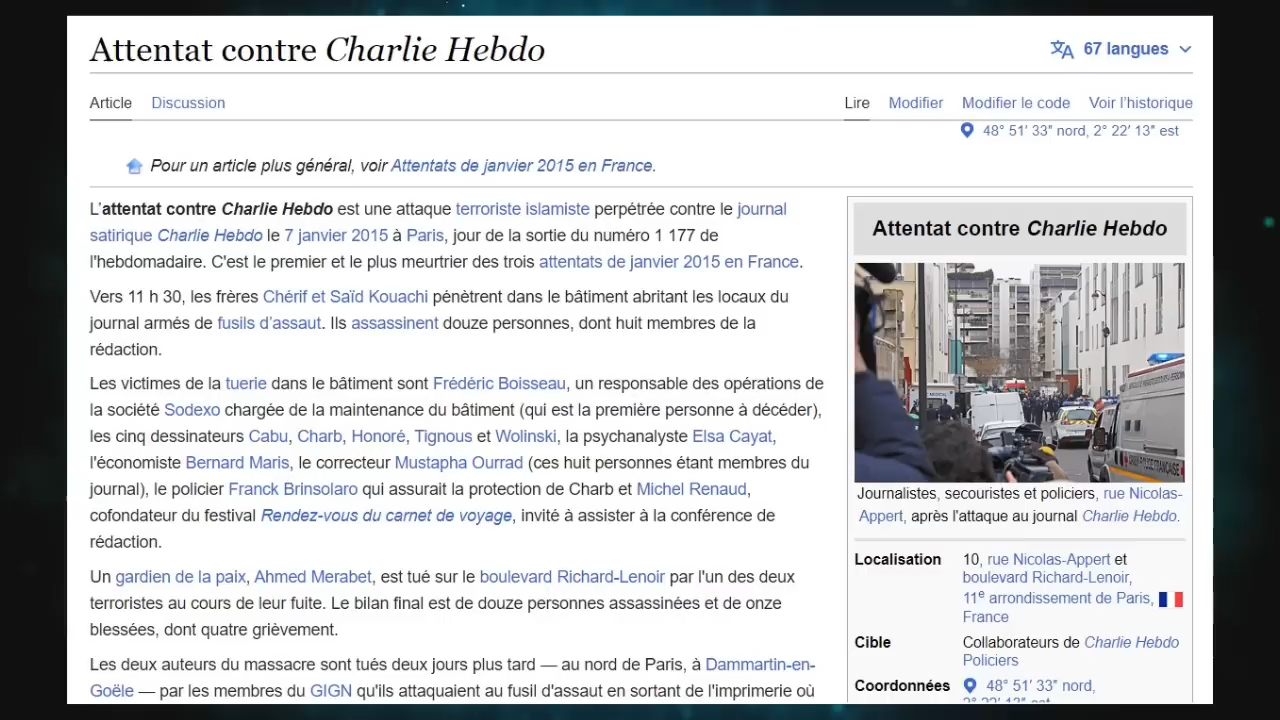 Attentat contre Charlie Hebdo
67 langues
Article Discussion
Lire Modifier Modifier le code Voir l'historique
48° 51′ 33″ nord, 2° 22′ 13″ est
Pour un article plus général, voir Attentats de janvier 2015 en France.
L'attentat contre Charlie Hebdo est une attaque terroriste islamiste perpétrée contre le journal
satirique Charlie Hebdo le 7 janvier 2015 à Paris, jour de la sortie du numéro 1 177 de
l'hebdomadaire. C'est le premier et le plus meurtrier des trois attentats de janvier 2015 en France.
Vers 11 h 30, les frères Chérif et Saïd Kouachi pénètrent dans le bâtiment abritant les locaux du
journal armés de fusils d'assaut. Ils assassinent douze personnes, dont huit membres de la
rédaction.
Les victimes de la tuerie dans le bâtiment sont Frédéric Boisseau, un responsable des opérations de
la société Sodexo chargée de la maintenance du bâtiment (qui est la première personne à décéder),
les cinq dessinateurs Cabu, Charb, Honoré, Tignous et Wolinski, la psychanalyste Elsa Cayat,
l'économiste Bernard Maris, le correcteur Mustapha Ourrad (ces huit personnes étant membres du
journal), le policier Franck Brinsolaro qui assurait la protection de Charb et Michel Renaud,
cofondateur du festival Rendez-vous du carnet de voyage, invité à assister à la conférence de
rédaction.
Un gardien de la paix, Ahmed Merabet, est tué sur le boulevard Richard-Lenoir par l'un des deux
terroristes au cours de leur fuite. Le bilan final est de douze personnes assassinées et de onze
blessées, dont quatre grièvement.
Les deux auteurs du massacre sont tués deux jours plus tard — au nord de Paris, à Dammartin-en-
Goële — par les membres du GIGN qu'ils attaquaient au fusil d'assaut en sortant de l'imprimerie où
Attentat contre Charlie Hebdo
Journalistes, secouristes et policiers, rue Nicolas-
Appert, après l'attaque au journal Charlie Hebdo.
Localisation 10, rue Nicolas-Appert et
boulevard Richard-Lenoir,
11e arrondissement de Paris,
France
Cible Collaborateurs de Charlie Hebdo
Policiers
Coordonnées 48° 51′ 33″ nord,
2° 22′ 13″ est